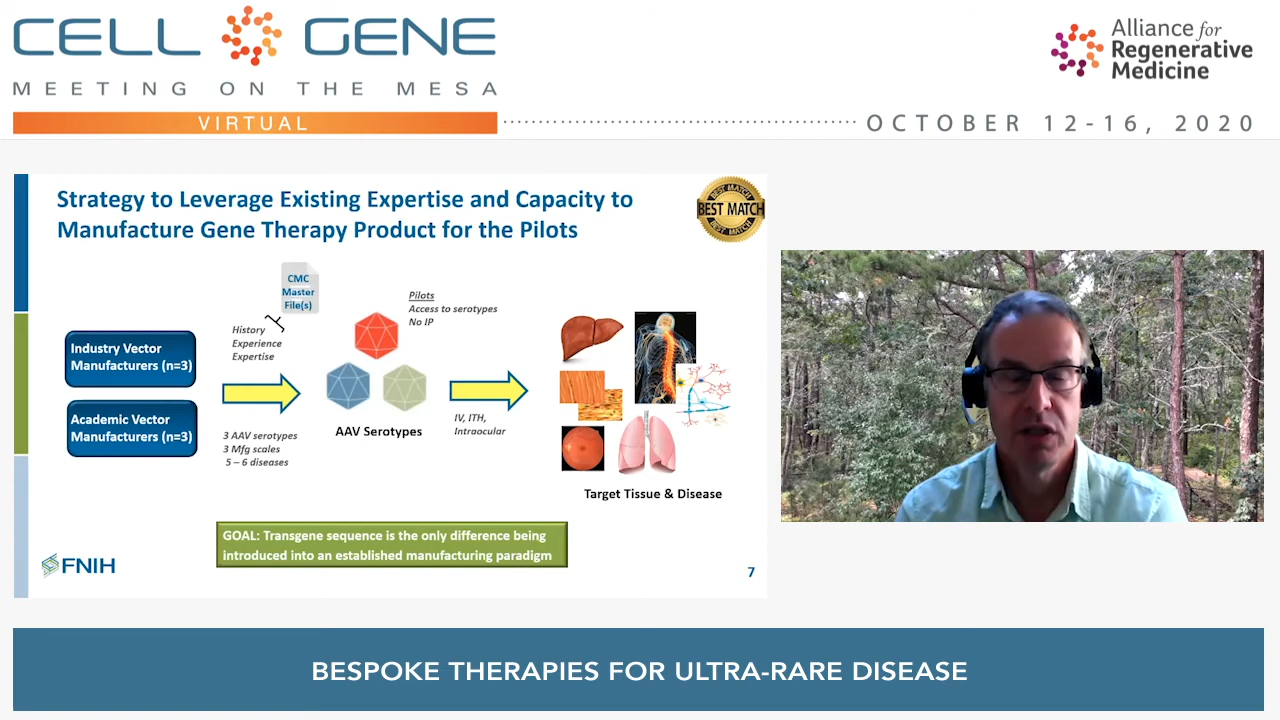 CELL GENE
MEETING ON THE MESA
VIRTUAL
Alliance for
Regenerative
Medicine
OCTOBER 12-16, 2020
Strategy to Leverage Existing Expertise and Capacity to
Manufacture Gene Therapy Product for the Pilots
BEST MATCH
BEST MATCH
BEST MATCH
CMC
Master
File(s)
Pilots
Access to serotypes
No IP
History
Experience
Expertise
Industry Vector
Manufacturers (n=3)
Academic Vector
Manufacturers (n=3)
3 AAV serotypes
3 Mfg scales
5 – 6 diseases
AAV Serotypes
IV, ITH,
Intraocular
Target Tissue & Disease
GOAL: Transgene sequence is the only difference being
introduced into an established manufacturing paradigm
FNIH
7
BESPOKE THERAPIES FOR ULTRA-RARE DISEASE